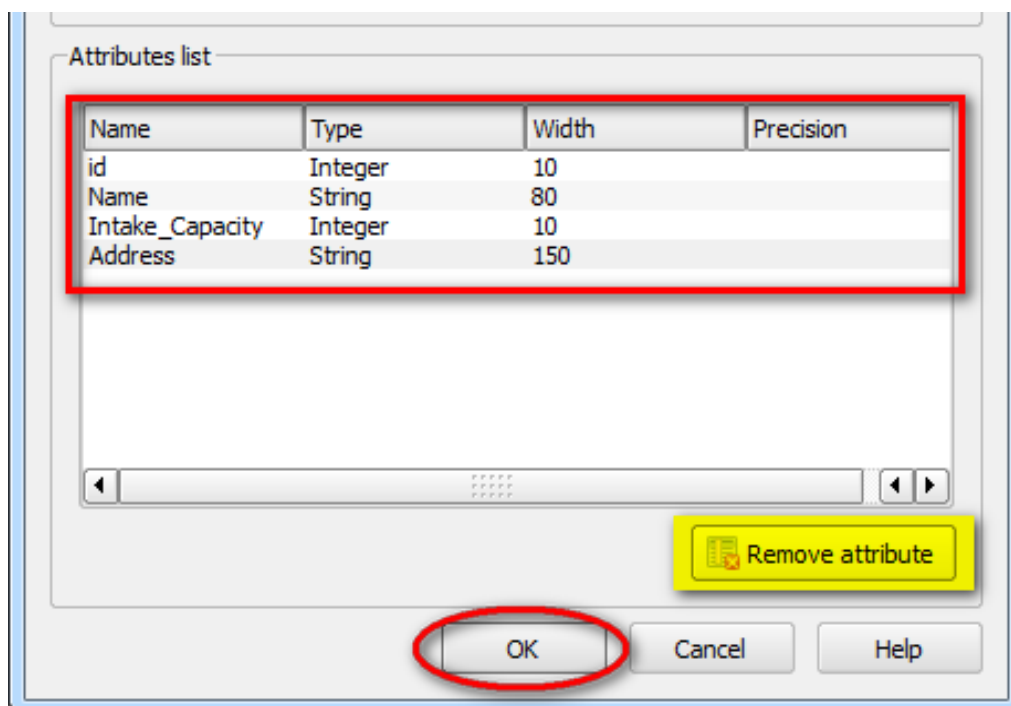 Attributes list
Name Type Width Precision
id Integer 10
Name String 80
Intake_Capacity Integer 10
Address String 150
Remove attribute
OK Cancel Help